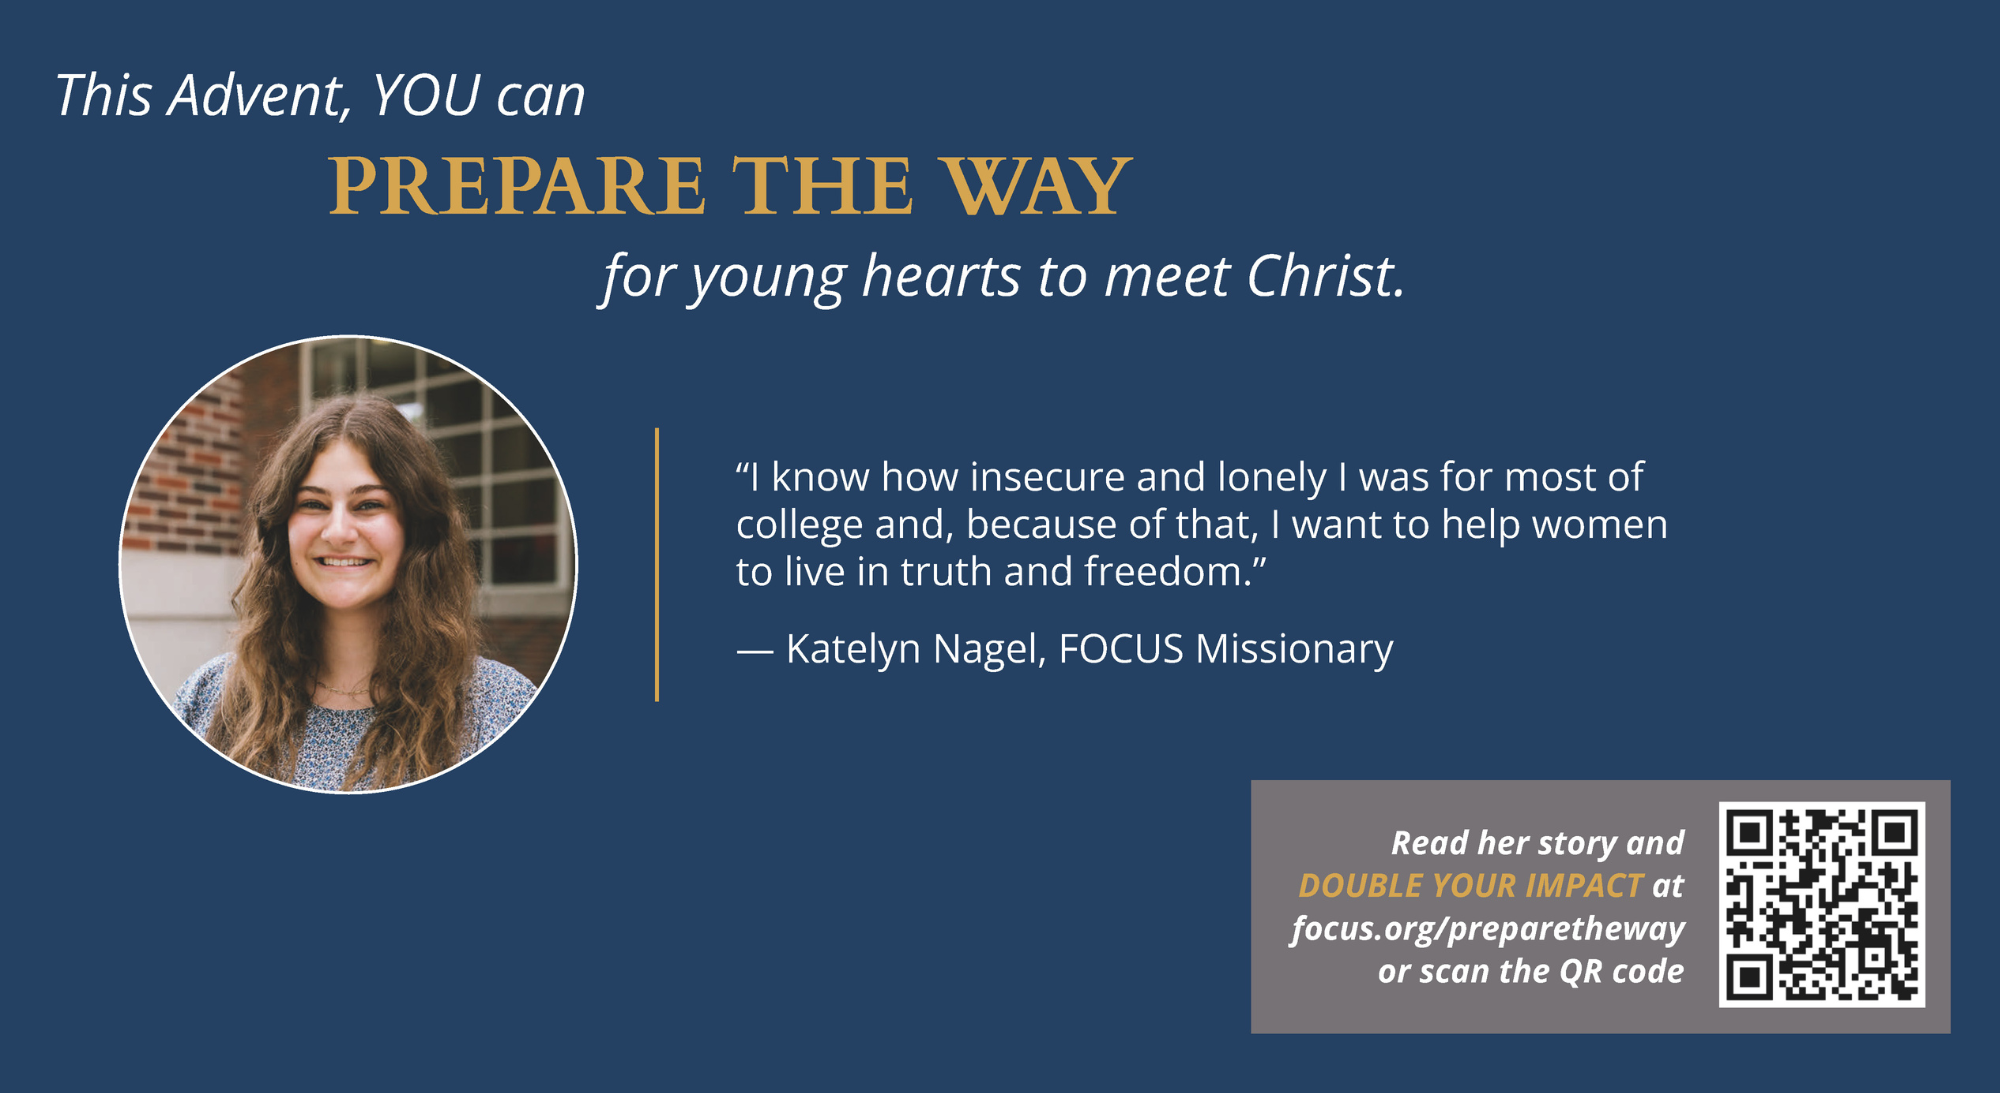 This Advent, YOU can
PREPARE THE WAY
for young hearts to meet Christ.
“I know how insecure and lonely I was for most of
college and, because of that, I want to help women
to live in truth and freedom.”
— Katelyn Nagel, FOCUS Missionary
Read her story and
DOUBLE YOUR IMPACT at
focus.org/preparetheway
or scan the QR code